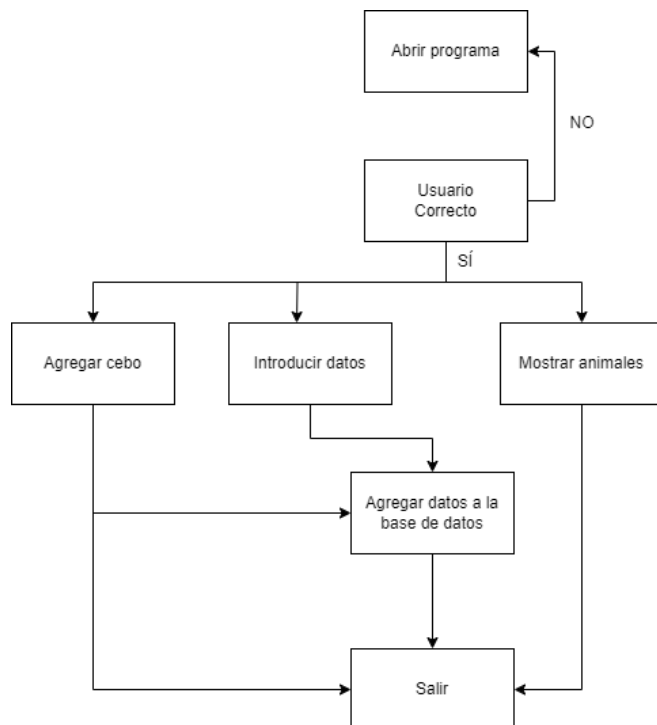 Abrir programa
NO
Usuario
Correcto
SÍ
Agregar cebo
Introducir datos
Mostrar animales
Agregar datos a la
base de datos
Salir